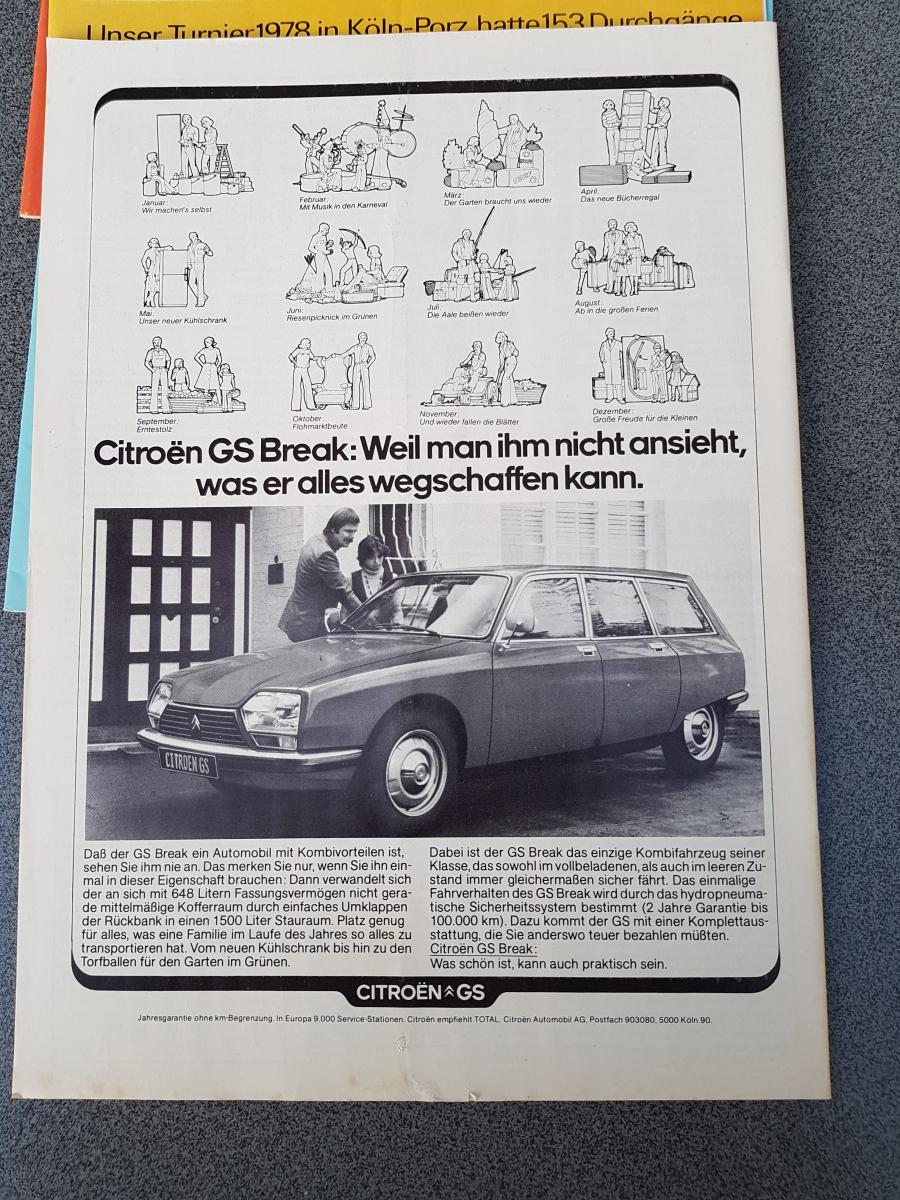 Unser Turnier 1978 in Köln-Porz hatte 153 Durchgänge
Januar:
Wir machen's selbst
Februar:
Mit Musik in den Karneval
März:
Der Garten braucht uns wieder
April:
Das neue Bücherregal
Mai:
Unser neuer Kühlschrank
Juni:
Riesenpicknick im Grünen
Juli:
Die Aale beißen wieder
August:
Ab in die großen Ferien
September:
Erntestolz
Oktober:
Flohmarktbeute
November:
Und wieder fallen die Blätter
Dezember:
Große Freude für die Kleinen
Citroën GS Break: Weil man ihm nicht ansieht,
was er alles wegschaffen kann.
CITROËN GS
Daß der GS Break ein Automobil mit Kombivorteilen ist,
sehen Sie ihm nie an. Das merken Sie nur, wenn Sie ihn ein-
mal in dieser Eigenschaft brauchen: Dann verwandelt sich
der an sich mit 648 Litern Fassungsvermögen nicht gera-
de mittelmäßige Kofferraum durch einfaches Umklappen
der Rückbank in einen 1500 Liter Stauraum. Platz genug
für alles, was eine Familie im Laufe des Jahres so alles zu
transportieren hat. Vom neuen Kühlschrank bis hin zu den
Torfballen für den Garten im Grünen.
Dabei ist der GS Break das einzige Kombifahrzeug seiner
Klasse, das sowohl im vollbeladenen, als auch im leeren Zu-
stand immer gleichermaßen sicher fährt. Das einmalige
Fahrverhalten des GS Break wird durch das hydropneuma-
tische Sicherheitssystem bestimmt (2 Jahre Garantie bis
100.000 km). Dazu kommt der GS mit einer Komplettaus-
stattung, die Sie anderswo teuer bezahlen müßten.
Citroën GS Break:
Was schön ist, kann auch praktisch sein.
CITROËN GS
Jahresgarantie ohne km-Begrenzung. In Europa 9.000 Service-Stationen. Citroën empfiehlt TOTAL. Citroën Automobil AG, Postfach 903080, 5000 Köln 90.